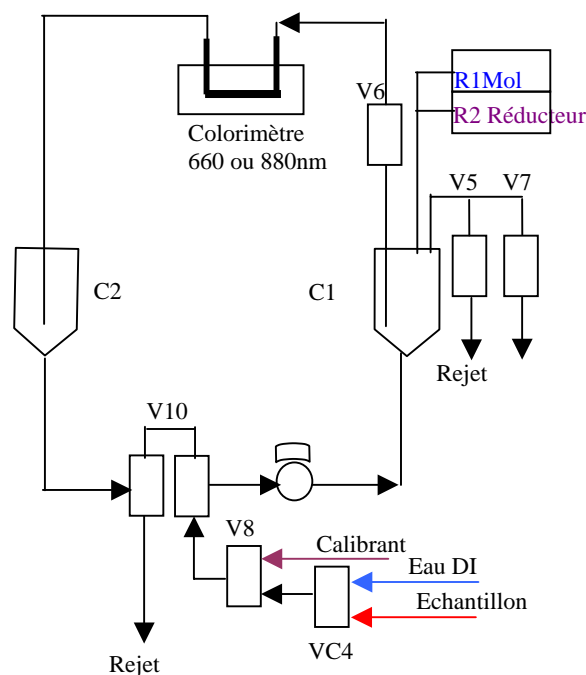 R1Mol
V6
R2 Réducteur
Colorimètre
660 ou 880nm
V5
V7
C2
C1
Rejet
V10
V8
Calibrant
Eau DI
Echantillon
VC4
Rejet